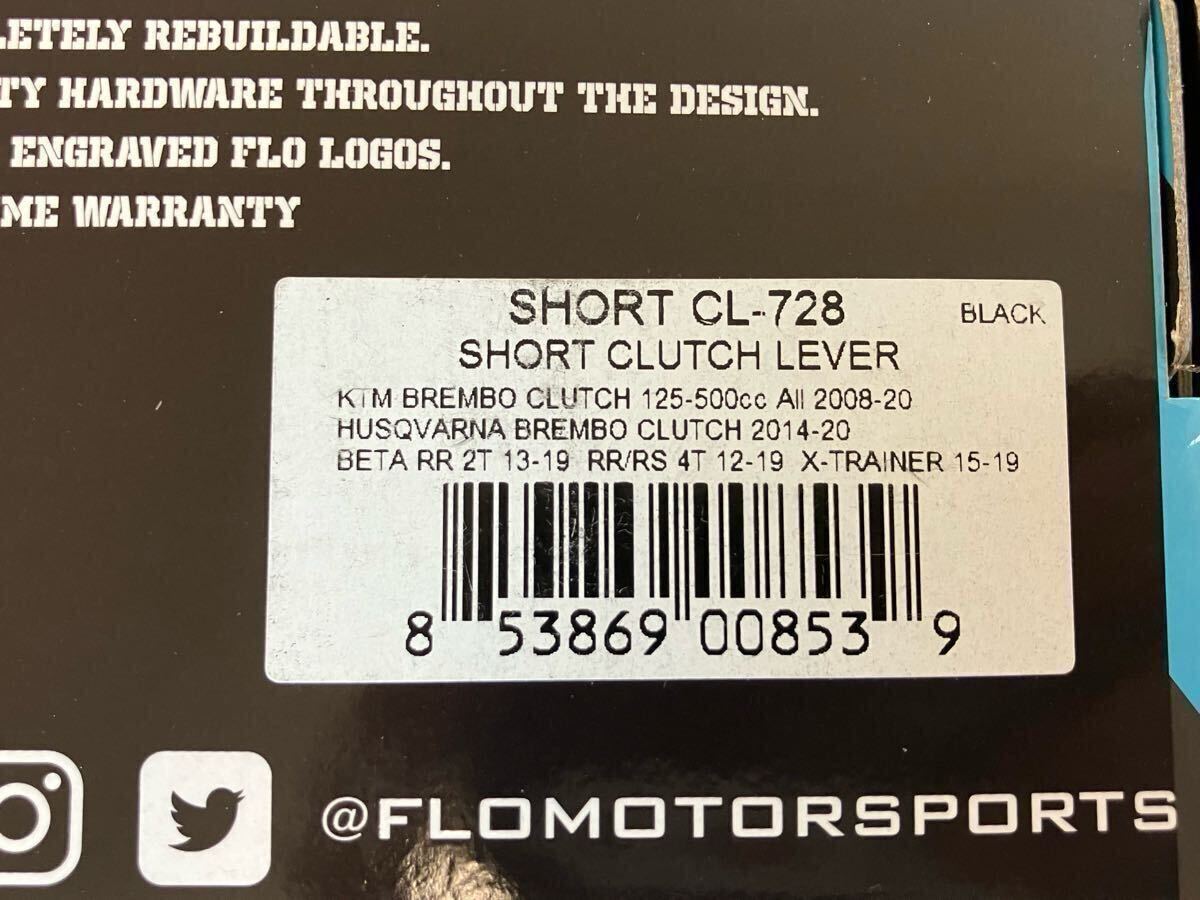 LETELY REBUILDABLE.
TY HARDWARE THROUGHOUT THE DESIGN.
ENGRAVED FLO LOGOS.
ME WARRANTY
SHORT CL-728 BLACK
SHORT CLUTCH LEVER
KTM BREMBO CLUTCH 125-500cc All 2008-20
HUSQVARNA BREMBO CLUTCH 2014-20
BETA RR 2T 13-19 RR/RS 4T 12-19 X-TRAINER 15-19
8 53869 00853 9
@FLOMOTORSPORTS